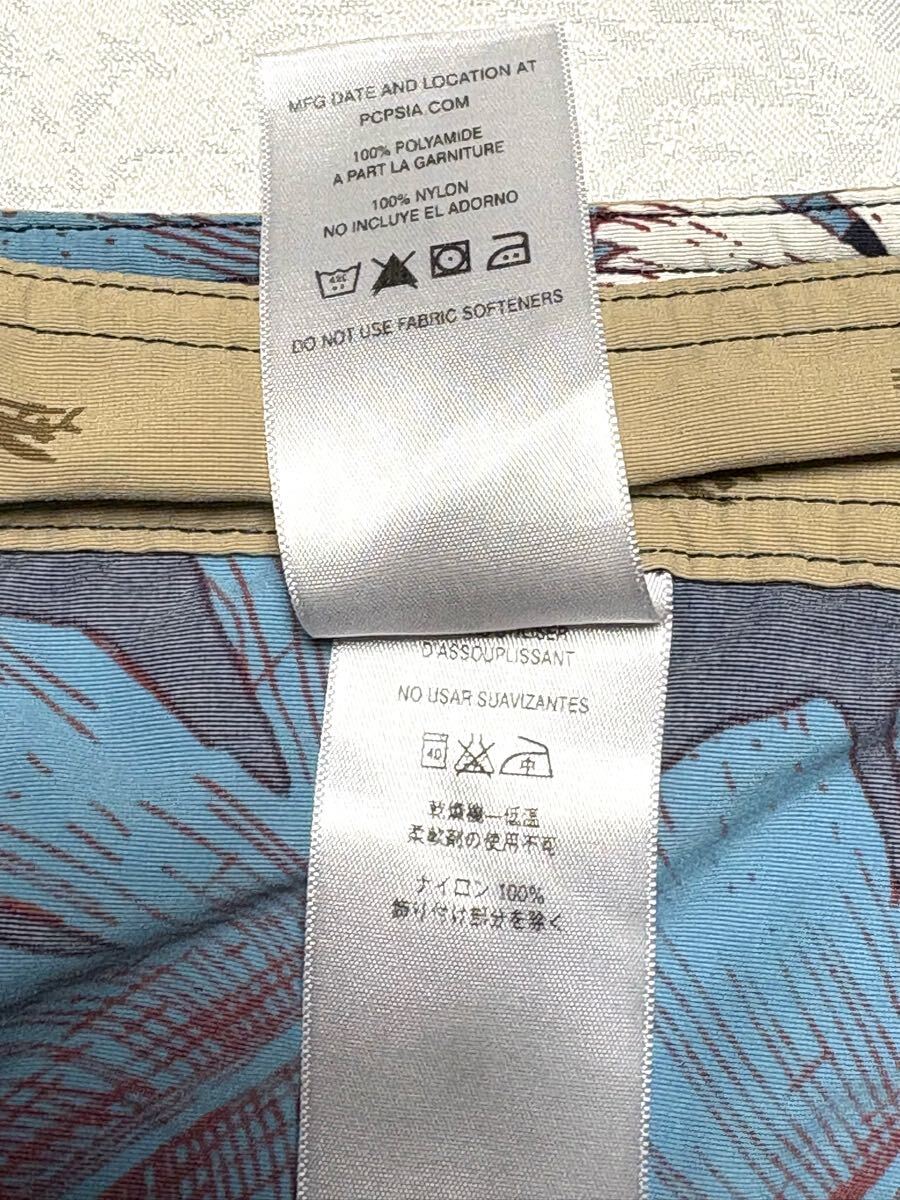 MFG DATE AND LOCATION AT
PCPSIA.COM
100% POLYAMIDE
A PART LA GARNITURE
100% NYLON
NO INCLUYE EL ADORNO
DO NOT USE FABRIC SOFTENERS
D'ASSOUPLISSANT
NO USAR SUAVIZANTES
40 中
乾燥機一低温
柔軟剤の使用不可
ナイロン 100%
飾り付け部分を除く